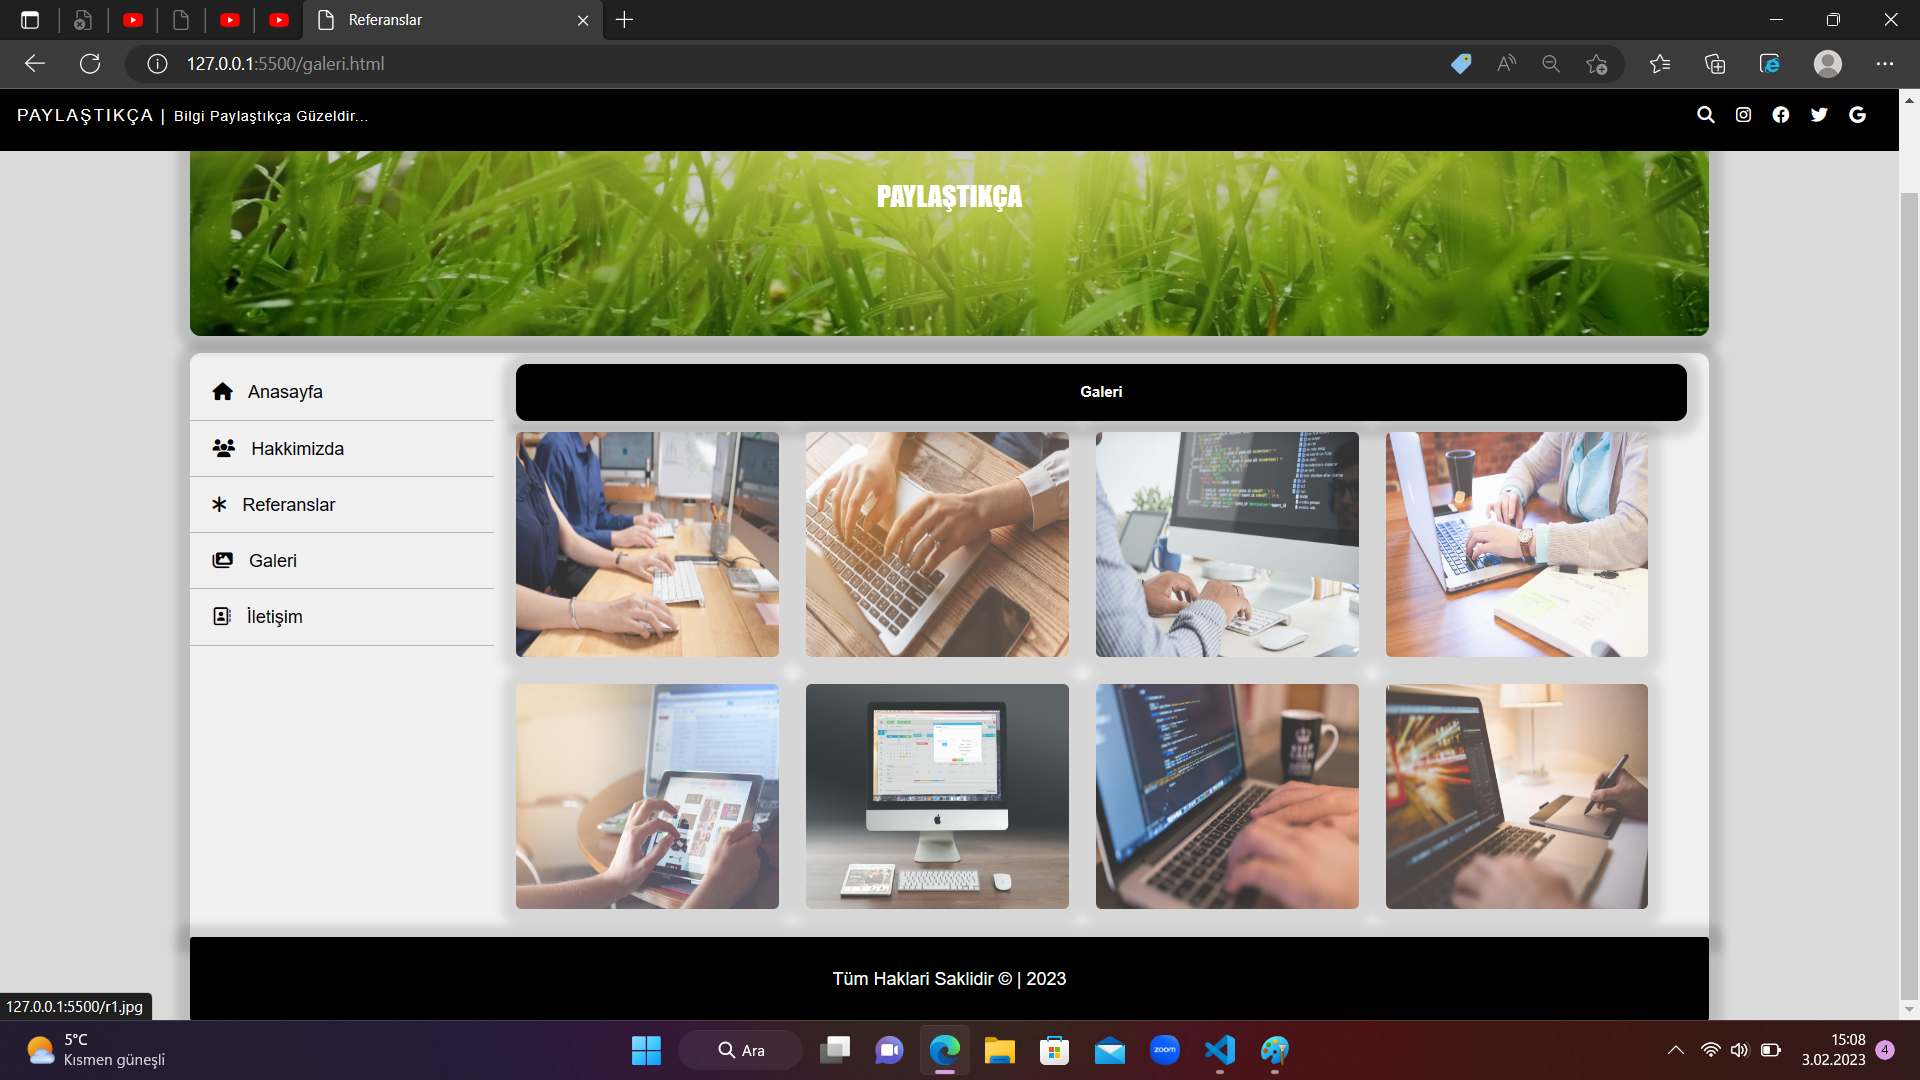 Referanslar
127.0.0.1:5500/galeri.html
PAYLAŞTIKÇA | Bilgi Paylaştıkça Güzeldir...
PAYLAŞTIKÇA
Anasayfa
Hakkimizda
Referanslar
Galeri
İletişim
Galeri
Tüm Haklari Saklidir © | 2023
127.0.0.1:5500/r1.jpg
5°C
Kısmen güneşli
Ara
zoom
15:08
3.02.2023
4